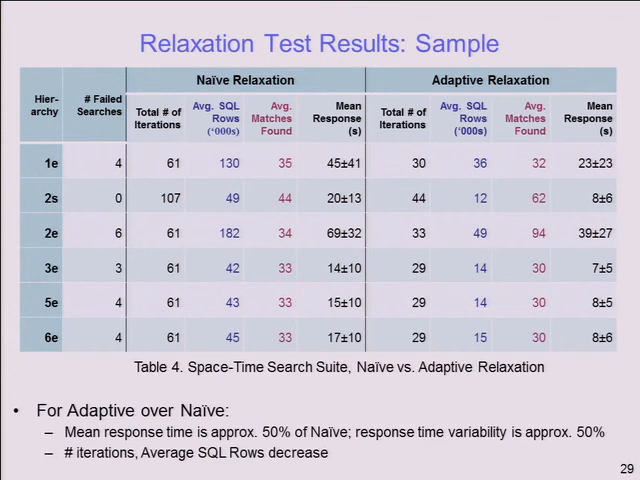 Relaxation Test Results: Sample
Naïve Relaxation Adaptive Relaxation
Hier-archy # Failed Searches Total # of Iterations Avg. SQL Rows ('000s) Avg. Matches Found Mean Response (s) Total # of Iterations Avg. SQL Rows ('000s) Avg. Matches Found Mean Response (s)
1e 4 61 130 35 45±41 30 36 32 23±23
2s 0 107 49 44 20±13 44 12 62 8±6
2e 6 61 182 34 69±32 33 49 94 39±27
3e 3 61 42 33 14±10 29 14 30 7±5
5e 4 61 43 33 15±10 29 14 30 8±5
6e 4 61 45 33 17±10 29 15 30 8±6
Table 4. Space-Time Search Suite, Naïve vs. Adaptive Relaxation
• For Adaptive over Naïve:
– Mean response time is approx. 50% of Naïve; response time variability is approx. 50%
– # iterations, Average SQL Rows decrease
29